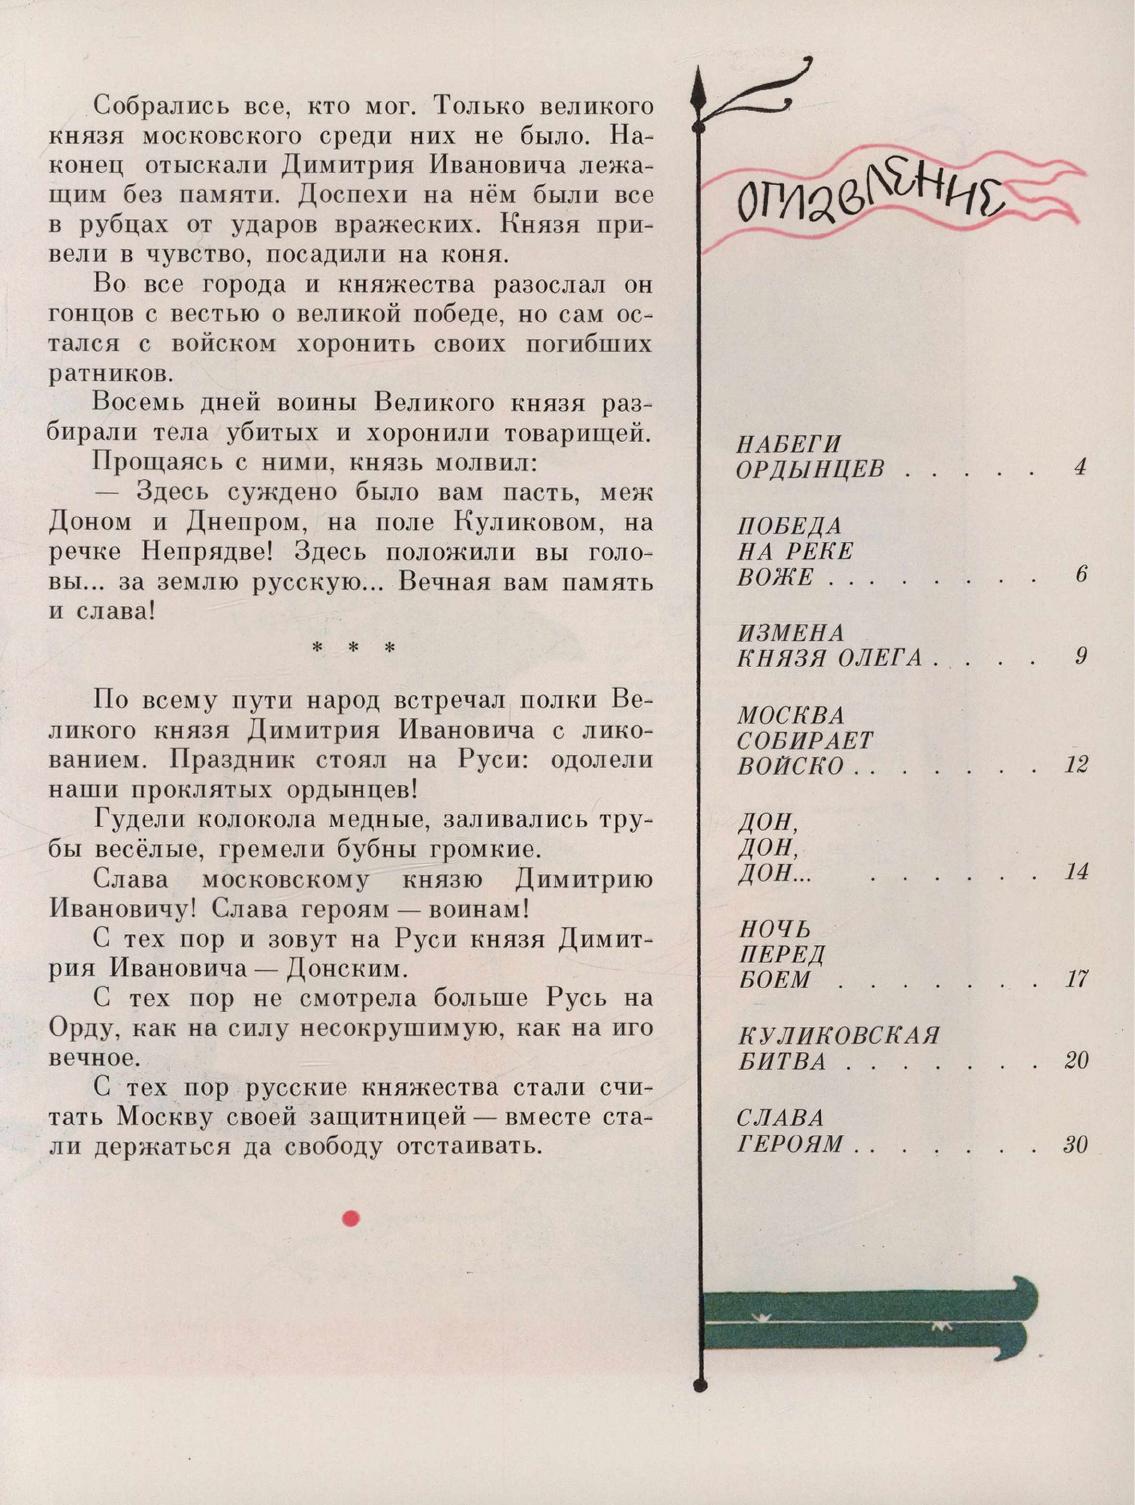 Собрались все, кто мог. Только великого
князя московского среди них не было. На-
конец отыскали Димитрия Ивановича лежа-
щим без памяти. Доспехи на нём были все
в рубцах от ударов вражеских. Князя при-
вели в чувство, посадили на коня.
Во все города и княжества разослал он
гонцов с вестью о великой победе, но сам ос-
тался с войском хоронить своих погибших
ратников.
Восемь дней воины Великого князя раз-
бирали тела убитых и хоронили товарищей.
Прощаясь с ними, князь молвил:
— Здесь суждено было вам пасть, меж
Доном и Днепром, на поле Куликовом, на
речке Непрядве! Здесь положили вы голо-
вы... за землю русскую... Вечная вам память
и слава!
* * *
По всему пути народ встречал полки Ве-
ликого князя Димитрия Ивановича с лико-
ванием. Праздник стоял на Руси: одолели
наши проклятых ордынцев!
Гудели колокола медные, заливались тру-
бы весёлые, гремели бубны громкие.
Слава московскому князю Димитрию
Ивановичу! Слава героям — воинам!
С тех пор и зовут на Руси князя Димит-
рия Ивановича — Донским.
С тех пор не смотрела больше Русь на
Орду, как на силу несокрушимую, как на иго
вечное.
С тех пор русские княжества стали счи-
тать Москву своей защитницей — вместе ста-
ли держаться да свободу отстаивать.
ОГЛАВЛЕНИЕ
НАБЕГИ
ОРДЫНЦЕВ . . . . . 4
ПОБЕДА
НА РЕКЕ
ВОЖЕ . . . . . . . . 6
ИЗМЕНА
КНЯЗЯ ОЛЕГА . . . . 9
МОСКВА
СОБИРАЕТ
ВОЙСКО . . . . . . . 12
ДОН,
ДОН,
ДОН... . . . . . . 14
НОЧЬ
ПЕРЕД
БОЕМ . . . . . . . 17
КУЛИКОВСКАЯ
БИТВА . . . . . . . 20
СЛАВА
ГЕРОЯМ . . . . . . . 30